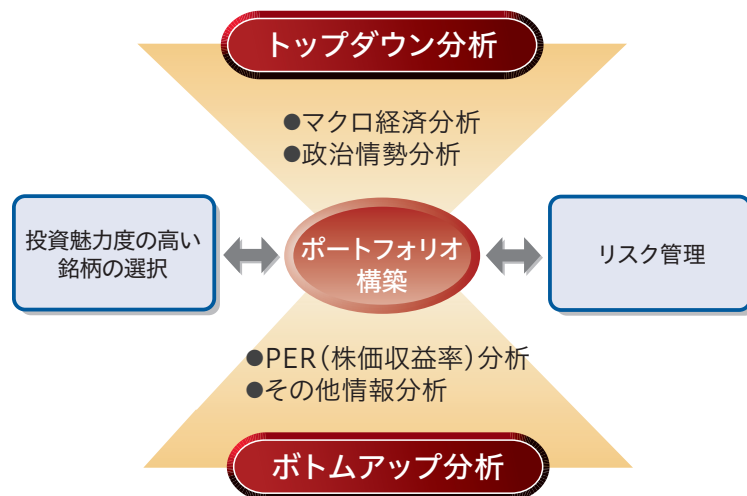 トップダウン分析
●マクロ経済分析
●政治情勢分析
投資魅力度の高い
銘柄の選択
ポートフォリオ
構築
リスク管理
●PER(株価収益率)分析
●その他情報分析
ボトムアップ分析